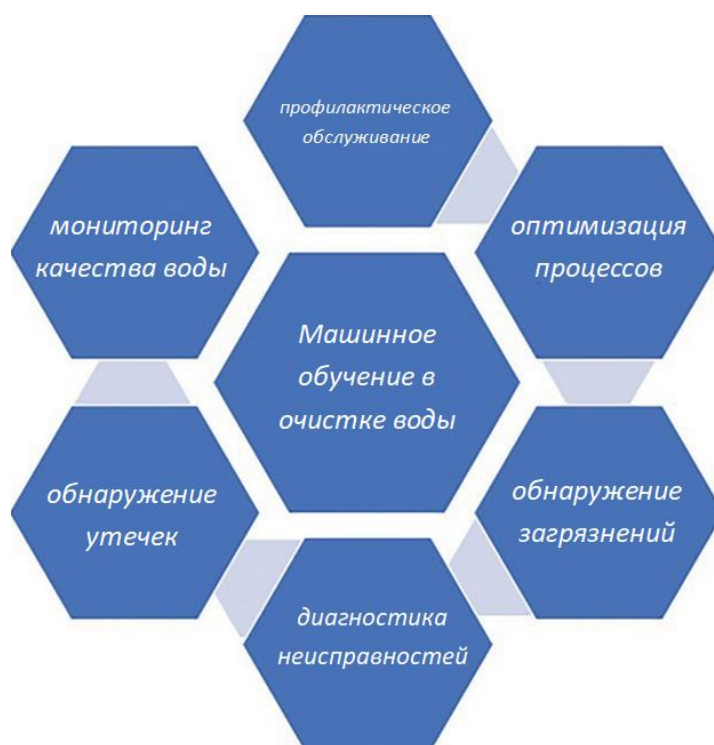 профилактическое
обслуживание
мониторинг
качества воды
оптимизация
процессов
Машинное
обучение в
очистке воды
обнаружение
утечек
обнаружение
загрязнений
диагностика
неисправностей